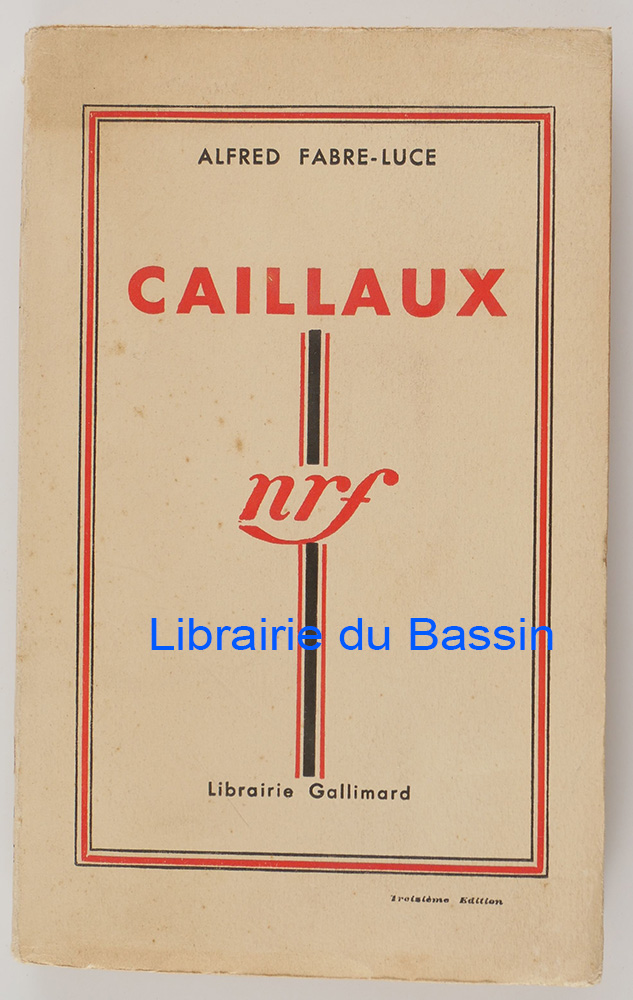 ALFRED FABRE-LUCE
CAILLAUX
nrf
Librairie du Bassin
Librairie Gallimard
Troisième Edition